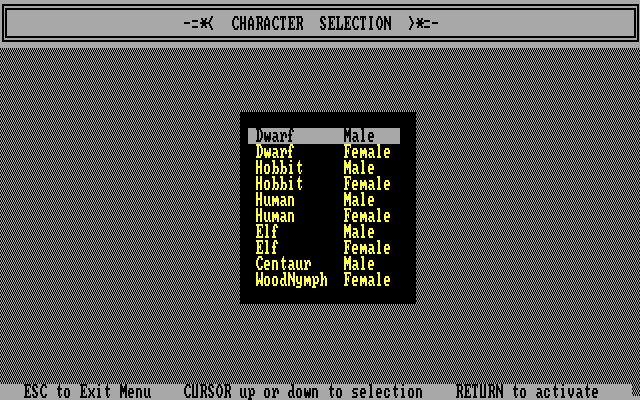 -=*{ CHARACTER SELECTION }*=-
Dwarf Male
Dwarf Female
Hobbit Male
Hobbit Female
Human Male
Human Female
Elf Male
Elf Female
Centaur Male
WoodNymph Female
ESC to Exit Menu CURSOR up or down to selection RETURN to activate